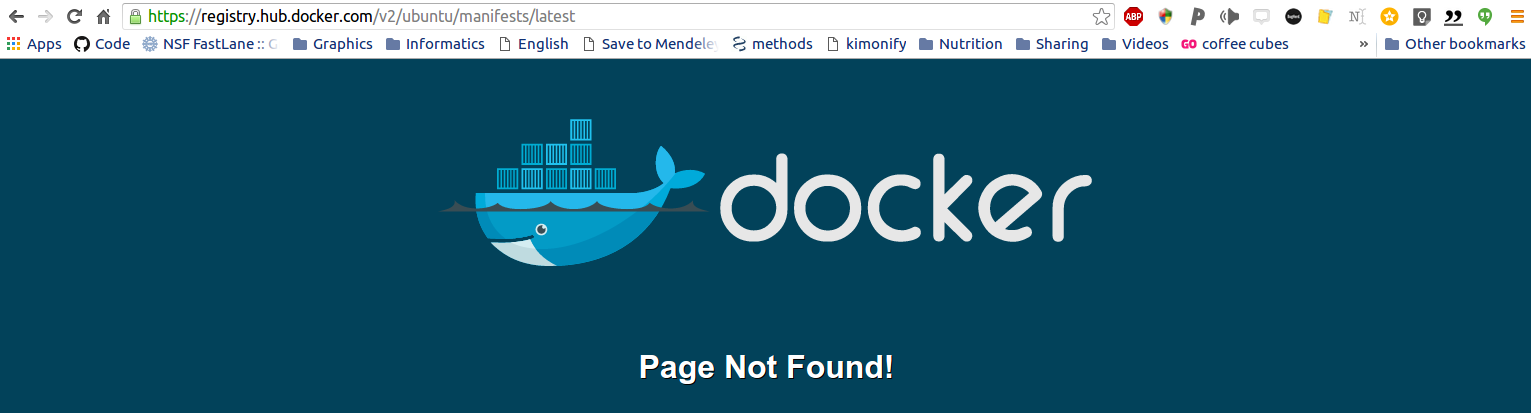 https://registry.hub.docker.com/v2/ubuntu/manifests/latest ABP
Apps Code NSF FastLane :: G Graphics Informatics English Save to Mendeley methods kimonify Nutrition Sharing Videos GO coffee cubes » Other bookmarks
docker
Page Not Found!